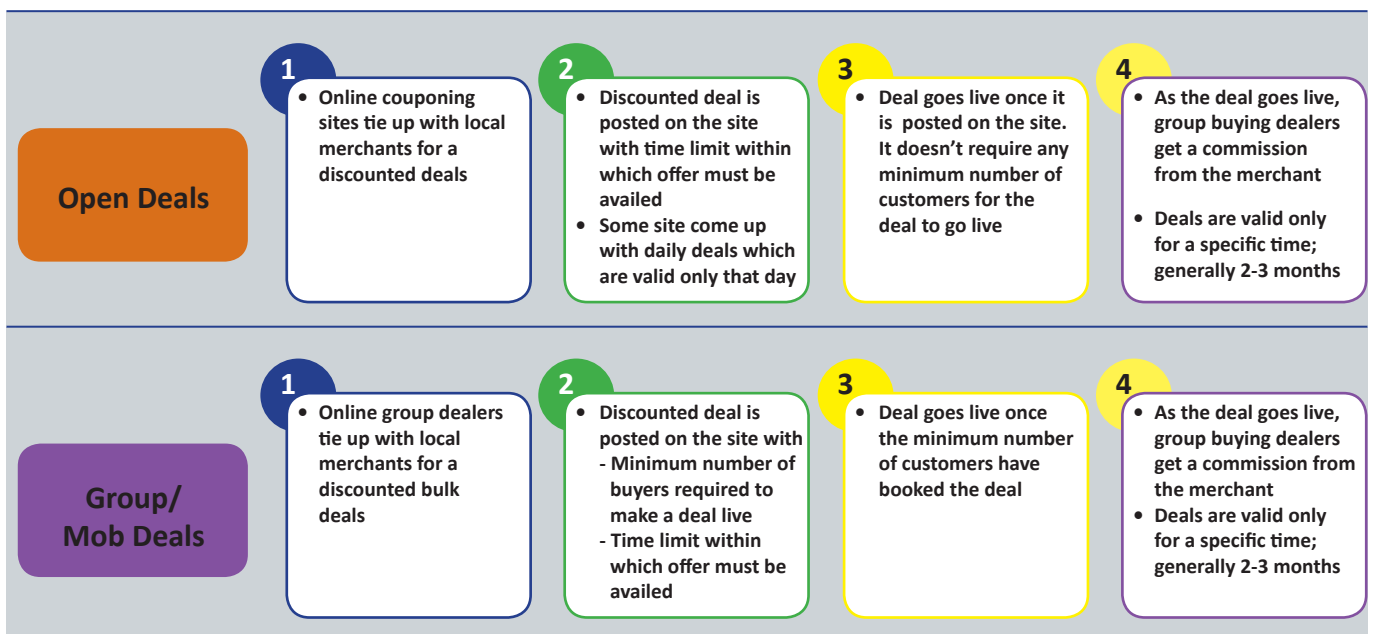 Open Deals
1
• Online couponing
sites tie up with local
merchants for a
discounted deals
2
• Discounted deal is
posted on the site
with time limit within
which offer must be
availed
• Some site come up
with daily deals which
are valid only that day
3
• Deal goes live once it
is posted on the site.
It doesn’t require any
minimum number of
customers for the
deal to go live
4
• As the deal goes live,
group buying dealers
get a commission
from the merchant
• Deals are valid only
for a specific time;
generally 2-3 months
Group/
Mob Deals
1
• Online group dealers
tie up with local
merchants for a
discounted bulk
deals
2
• Discounted deal is
posted on the site with
- Minimum number of
buyers required to
make a deal live
- Time limit within
which offer must be
availed
3
• Deal goes live once
the minimum number
of customers have
booked the deal
4
• As the deal goes live,
group buying dealers
get a commission from
the merchant
• Deals are valid only
for a specific time;
generally 2-3 months